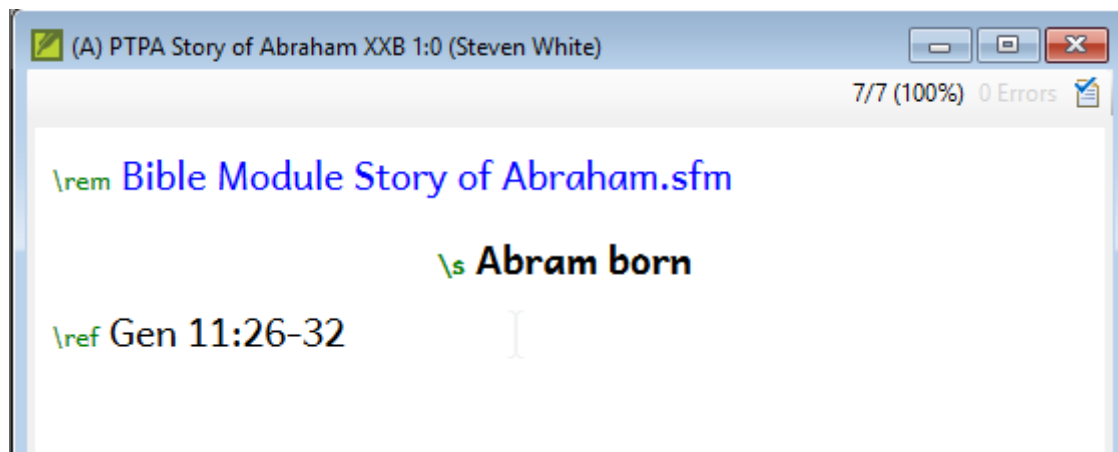 (A) PTPA Story of Abraham XXB 1:0 (Steven White)
7/7 (100%) 0 Errors
\rem Bible Module Story of Abraham.sfm
\s Abram born
\ref Gen 11:26-32